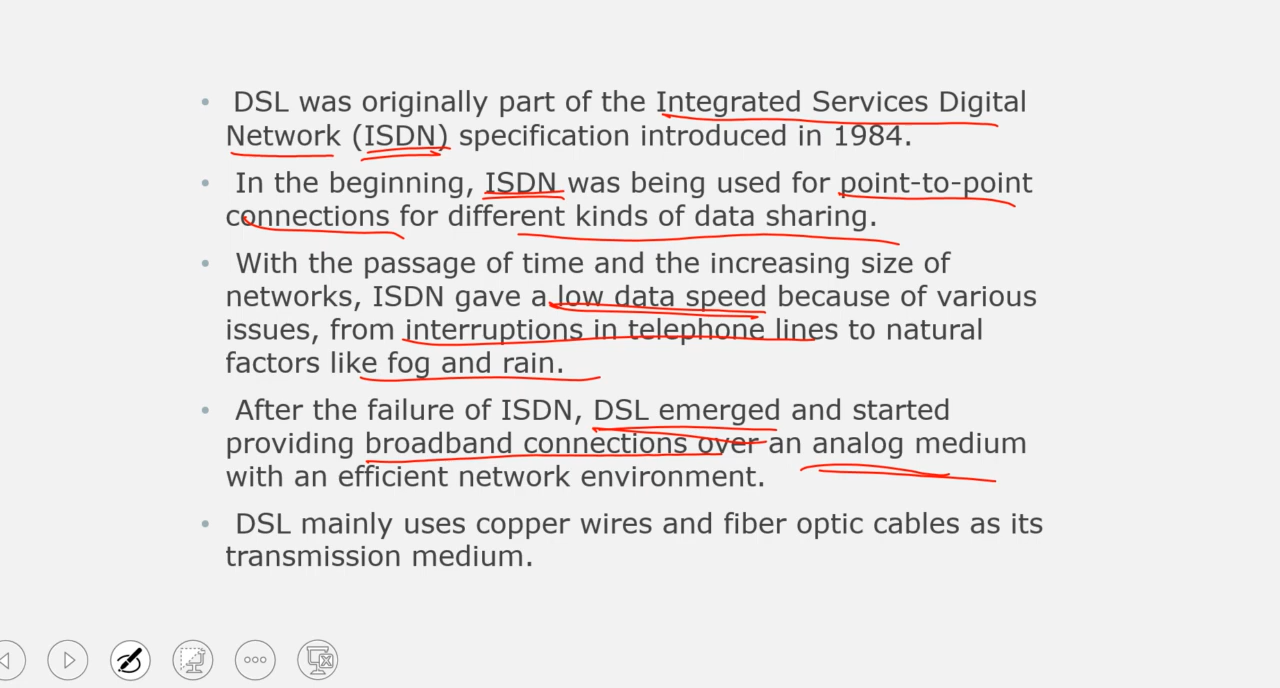 • DSL was originally part of the Integrated Services Digital
Network (ISDN) specification introduced in 1984.
• In the beginning, ISDN was being used for point-to-point
connections for different kinds of data sharing.
• With the passage of time and the increasing size of
networks, ISDN gave a low data speed because of various
issues, from interruptions in telephone lines to natural
factors like fog and rain.
• After the failure of ISDN, DSL emerged and started
providing broadband connections over an analog medium
with an efficient network environment.
• DSL mainly uses copper wires and fiber optic cables as its
transmission medium.